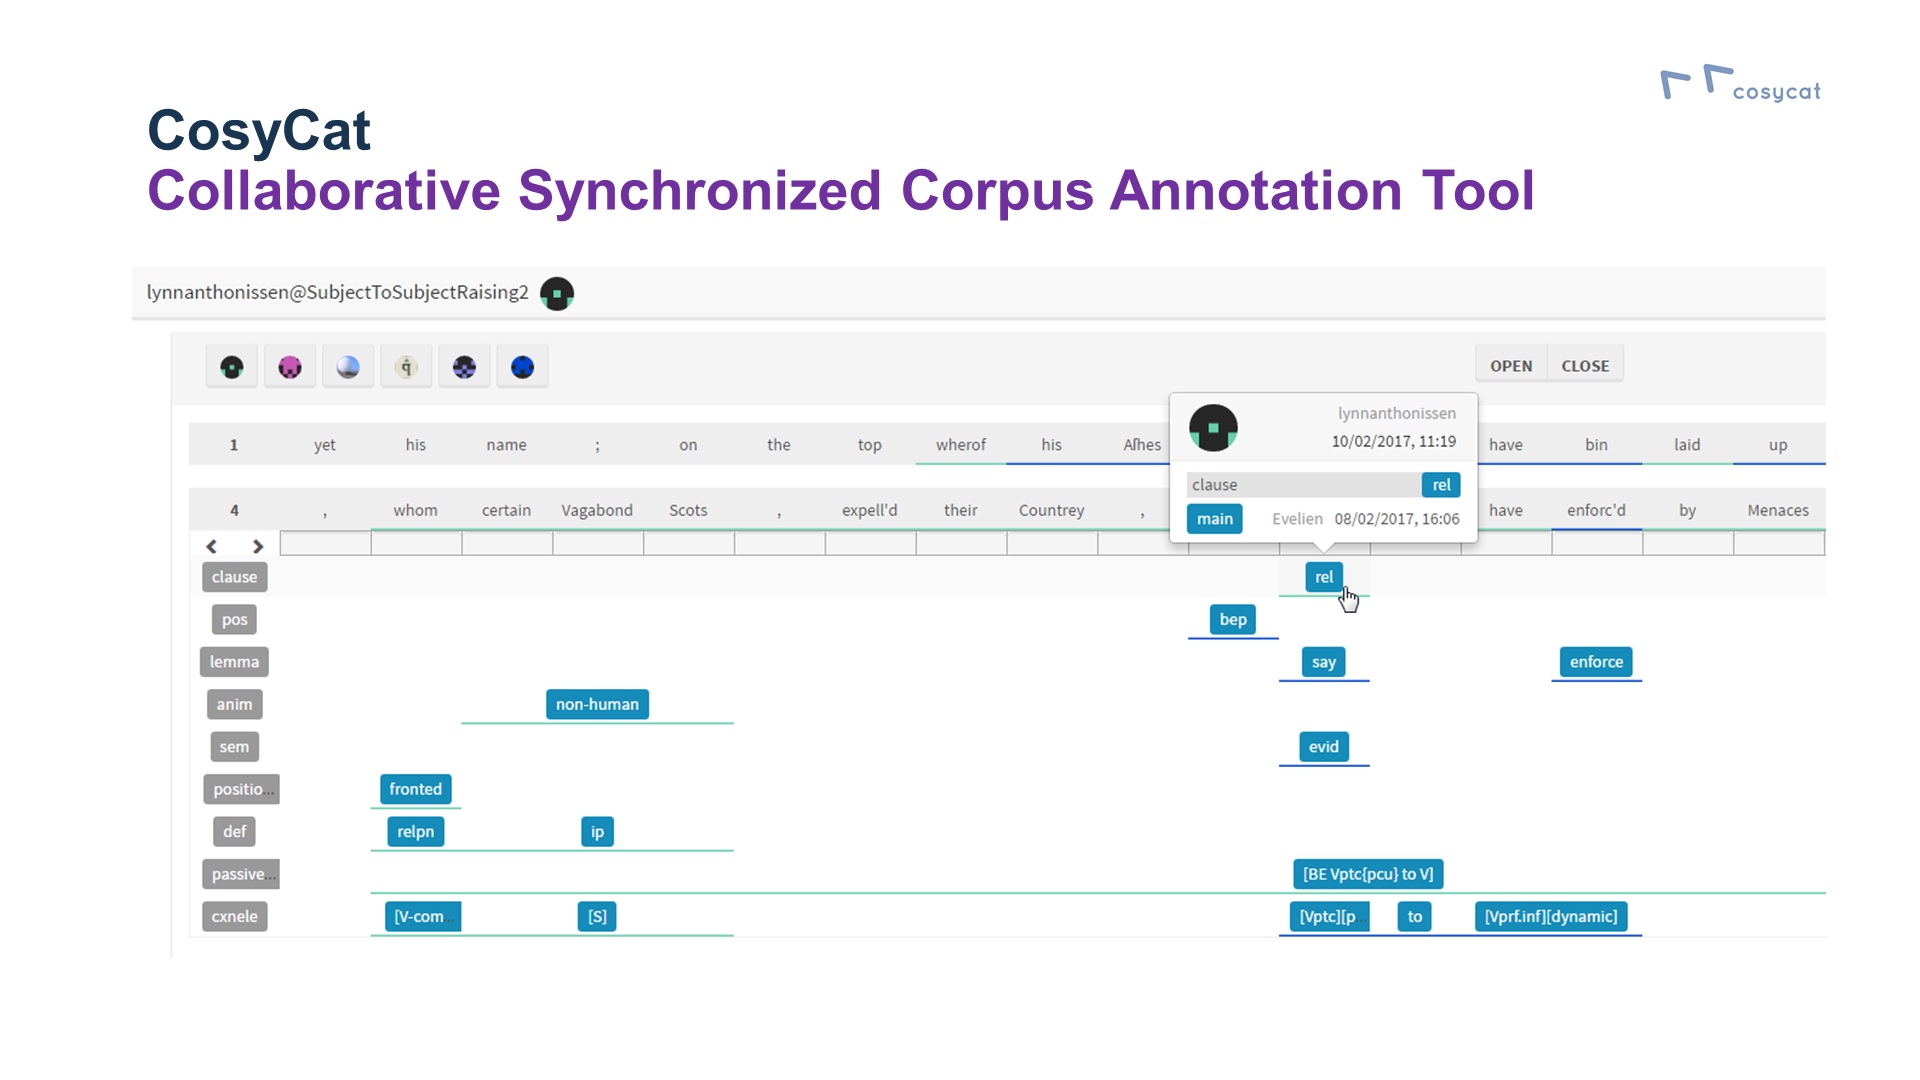 cosycat
CosyCat
Collaborative Synchronized Corpus Annotation Tool
lynnanthonissen@SubjectToSubjectRaising2
OPEN CLOSE
lynnanthonissen
10/02/2017, 11:19
clause rel
main Evelien 08/02/2017, 16:06
1 yet his name ; on the top wherof his Aſhes have bin laid up
4 , whom certain Vagabond Scots , expell'd their Countrey , have enforc'd by Menaces
clause rel
pos bep
lemma say enforce
anim non-human
sem evid
positio... fronted
def relpn ip
passive... [BE Vptc{pcu} to V]
cxnele [V-com... [S] [Vptc][p... to [Vprf.inf][dynamic]